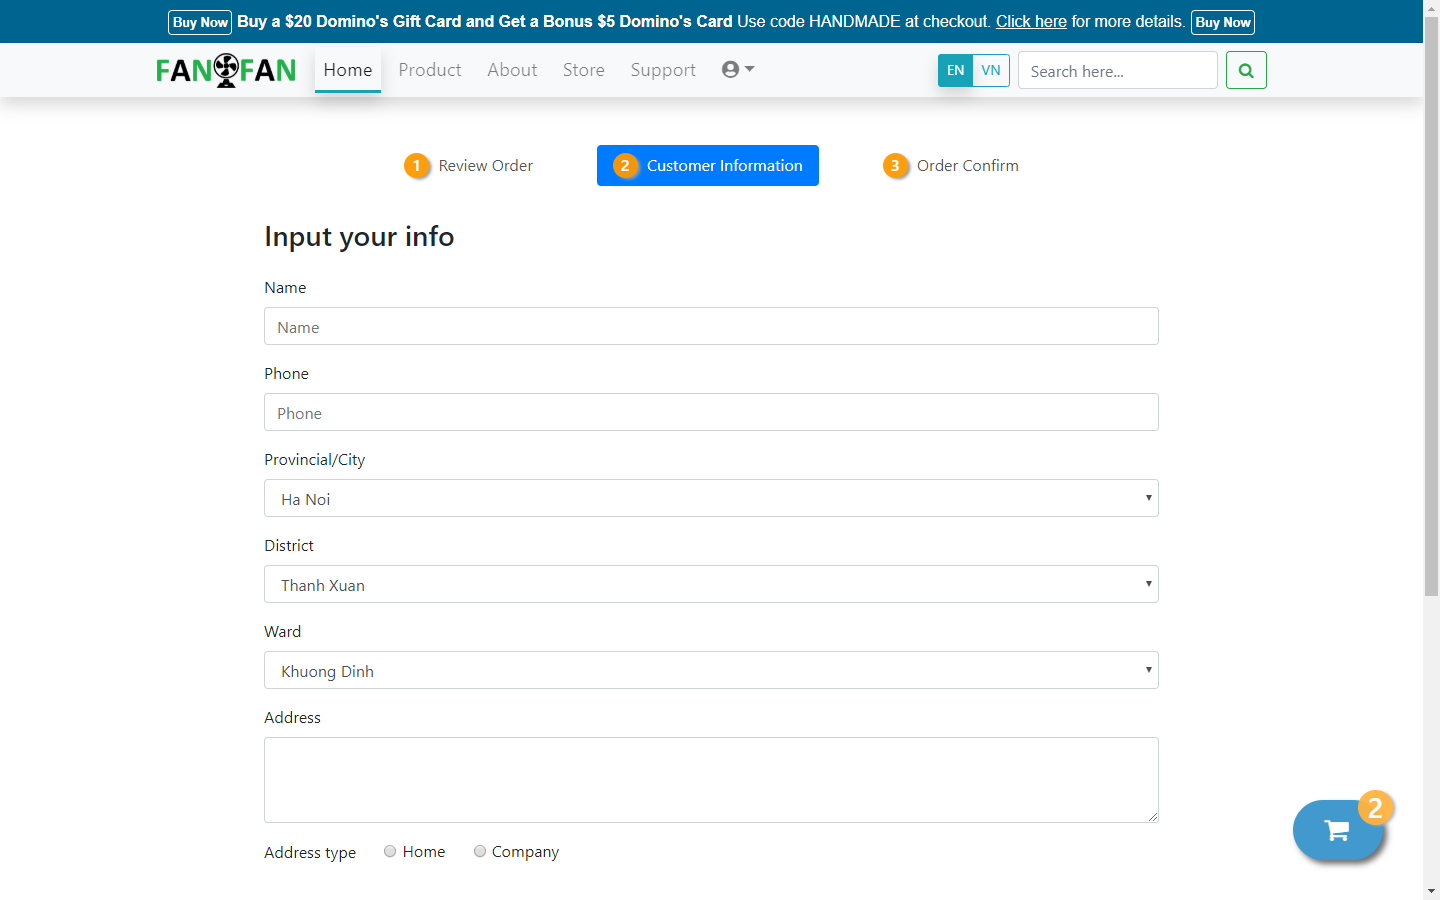 Buy Now Buy a $20 Domino's Gift Card and Get a Bonus $5 Domino's Card Use code HANDMADE at checkout. Click here for more details. Buy Now
FAN FAN Home Product About Store Support EN VN Search here...
1 Review Order 2 Customer Information 3 Order Confirm
Input your info
Name
Name
Phone
Phone
Provincial/City
Ha Noi
District
Thanh Xuan
Ward
Khuong Dinh
Address
2
Address type Home Company